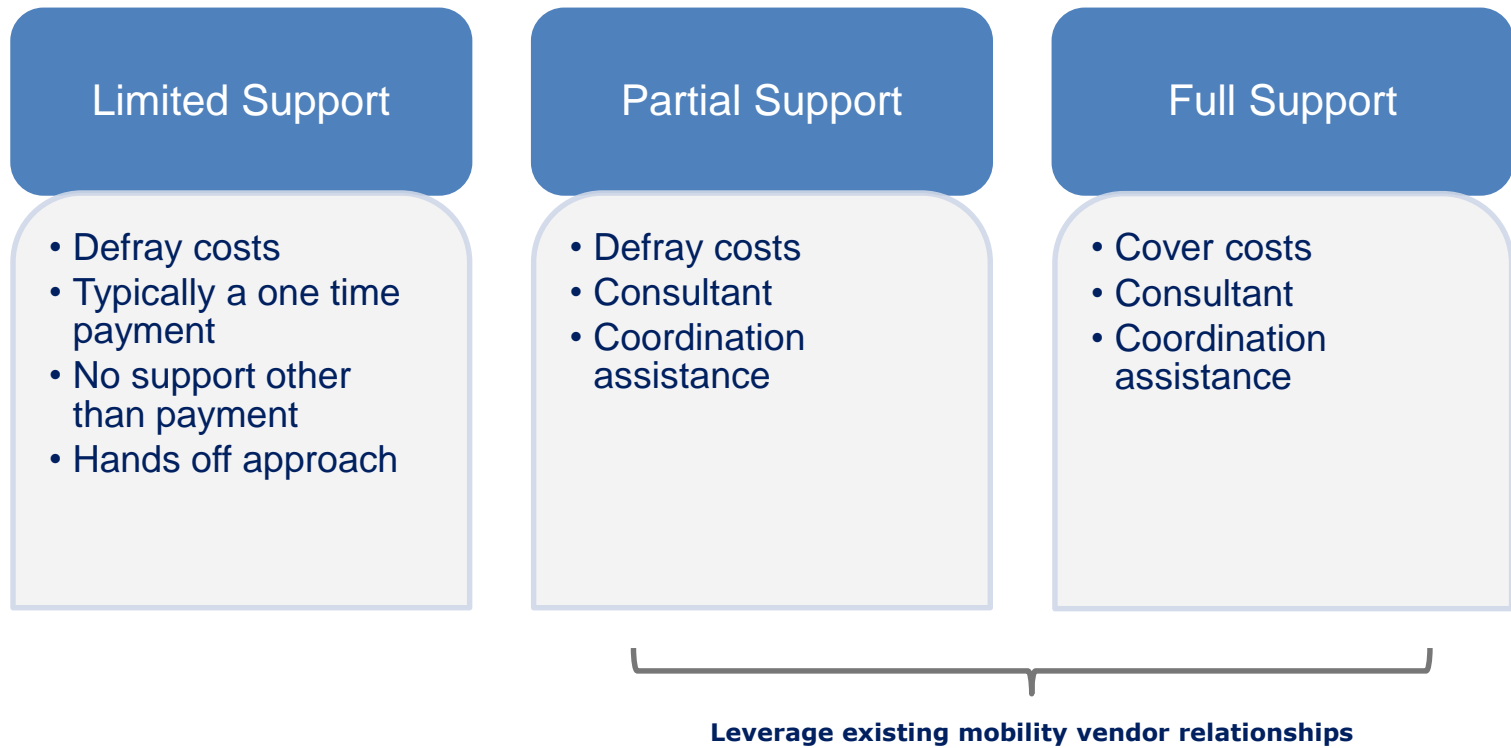 Limited Support
• Defray costs
• Typically a one time
payment
• No support other
than payment
• Hands off approach
Partial Support
• Defray costs
• Consultant
• Coordination
assistance
Full Support
• Cover costs
• Consultant
• Coordination
assistance
Leverage existing mobility vendor relationships